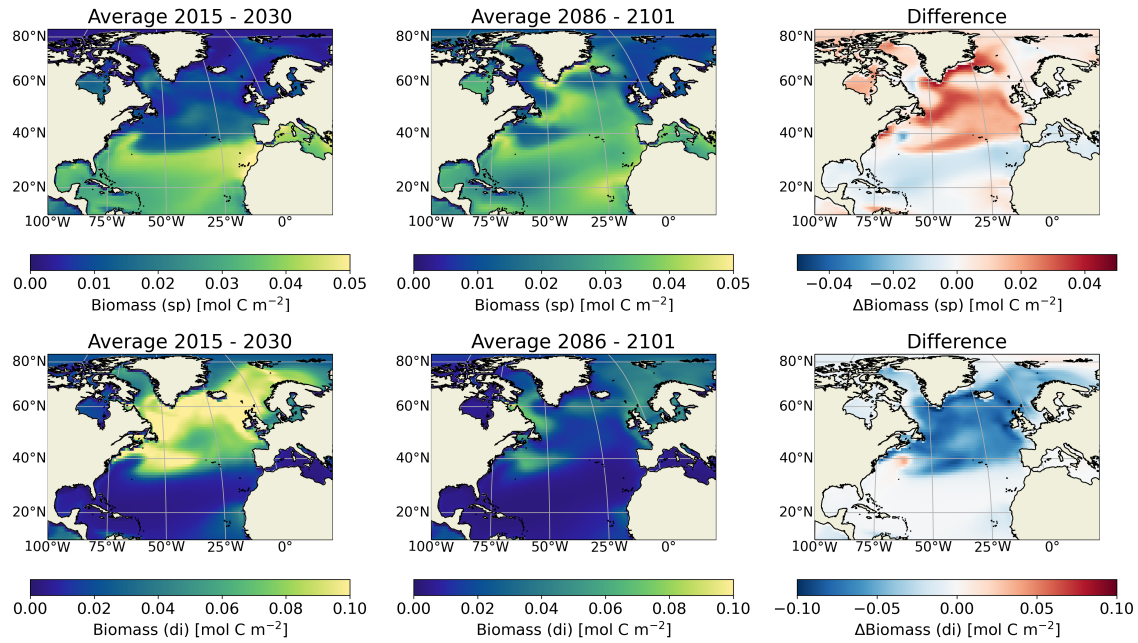 Average 2015 - 2030
80°N
60°N
40°N
20°N
100°W 75°W 50°W 25°W 0°
0.00 0.01 0.02 0.03 0.04 0.05
Biomass (sp) [mol C m⁻²]
Average 2086 - 2101
80°N
60°N
40°N
20°N
100°W 75°W 50°W 25°W 0°
0.00 0.01 0.02 0.03 0.04 0.05
Biomass (sp) [mol C m⁻²]
Difference
80°N
60°N
40°N
20°N
100°W 75°W 50°W 25°W 0°
−0.04 −0.02 0.00 0.02 0.04
ΔBiomass (sp) [mol C m⁻²]
Average 2015 - 2030
80°N
60°N
40°N
20°N
100°W 75°W 50°W 25°W 0°
0.00 0.02 0.04 0.06 0.08 0.10
Biomass (di) [mol C m⁻²]
Average 2086 - 2101
80°N
60°N
40°N
20°N
100°W 75°W 50°W 25°W 0°
0.00 0.02 0.04 0.06 0.08 0.10
Biomass (di) [mol C m⁻²]
Difference
80°N
60°N
40°N
20°N
100°W 75°W 50°W 25°W 0°
−0.10 −0.05 0.00 0.05 0.10
ΔBiomass (di) [mol C m⁻²]